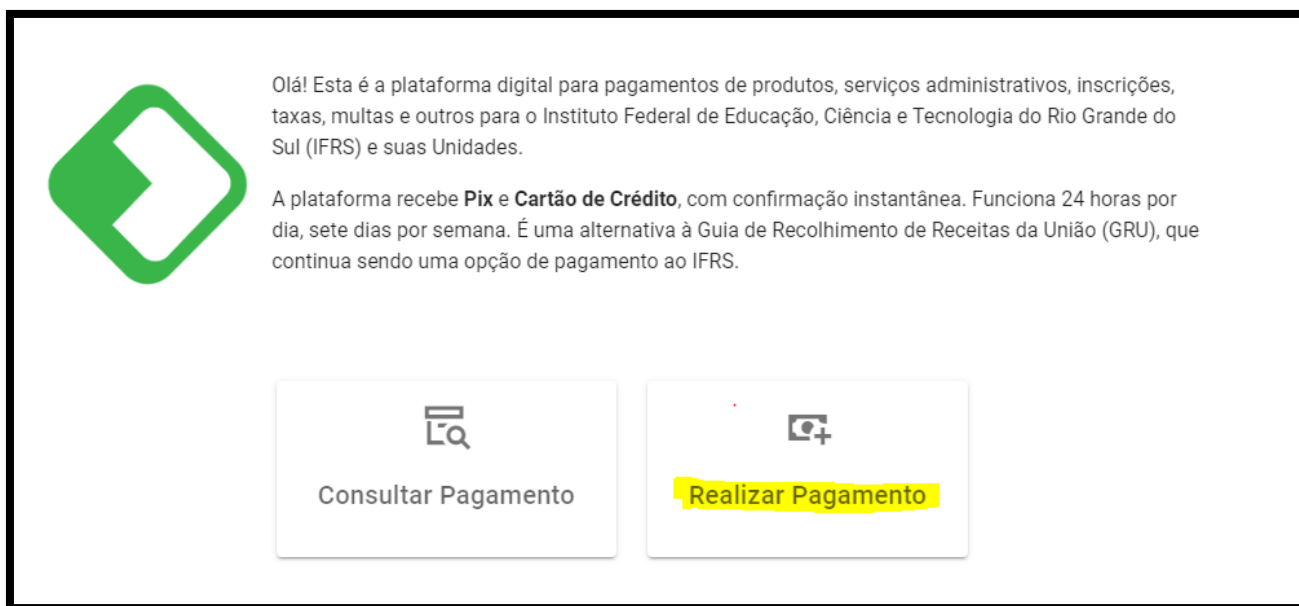 Olá! Esta é a plataforma digital para pagamentos de produtos, serviços administrativos, inscrições,
taxas, multas e outros para o Instituto Federal de Educação, Ciência e Tecnologia do Rio Grande do
Sul (IFRS) e suas Unidades.
A plataforma recebe Pix e Cartão de Crédito, com confirmação instantânea. Funciona 24 horas por
dia, sete dias por semana. É uma alternativa à Guia de Recolhimento de Receitas da União (GRU), que
continua sendo uma opção de pagamento ao IFRS.
Consultar Pagamento
Realizar Pagamento